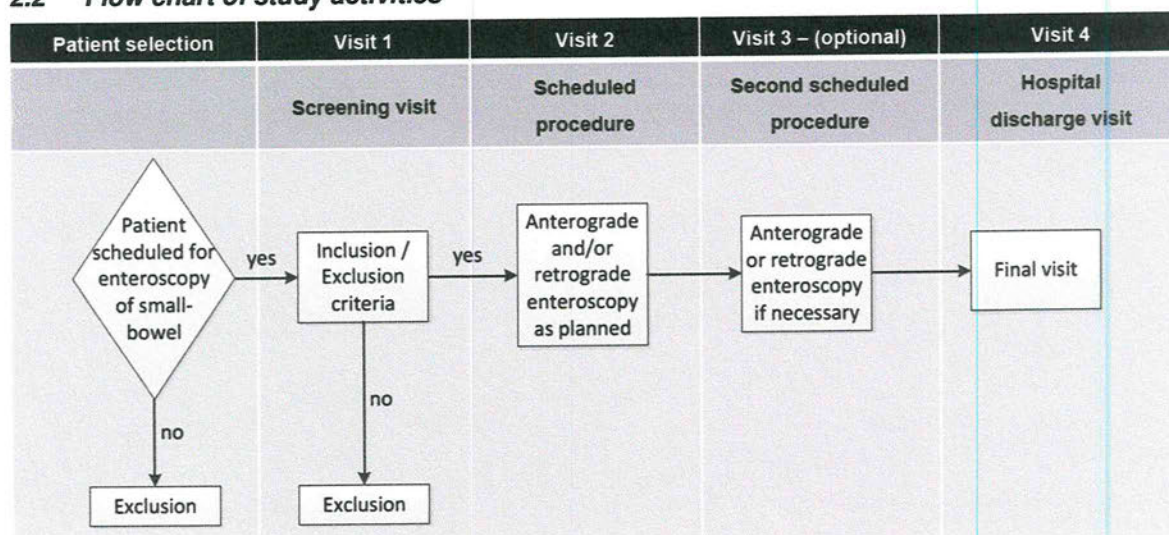 2.2 Flow chart of study activities
Patient selection
Visit 1
Visit 2
Visit 3 – (optional)
Visit 4
Screening visit
Scheduled
procedure
Second scheduled
procedure
Hospital
discharge visit
Patient
scheduled for
enteroscopy
of small-
bowel
yes
no
Exclusion
Inclusion /
Exclusion
criteria
yes
no
Exclusion
Anterograde
and/or
retrograde
enteroscopy
as planned
Anterograde
or retrograde
enteroscopy
if necessary
Final visit